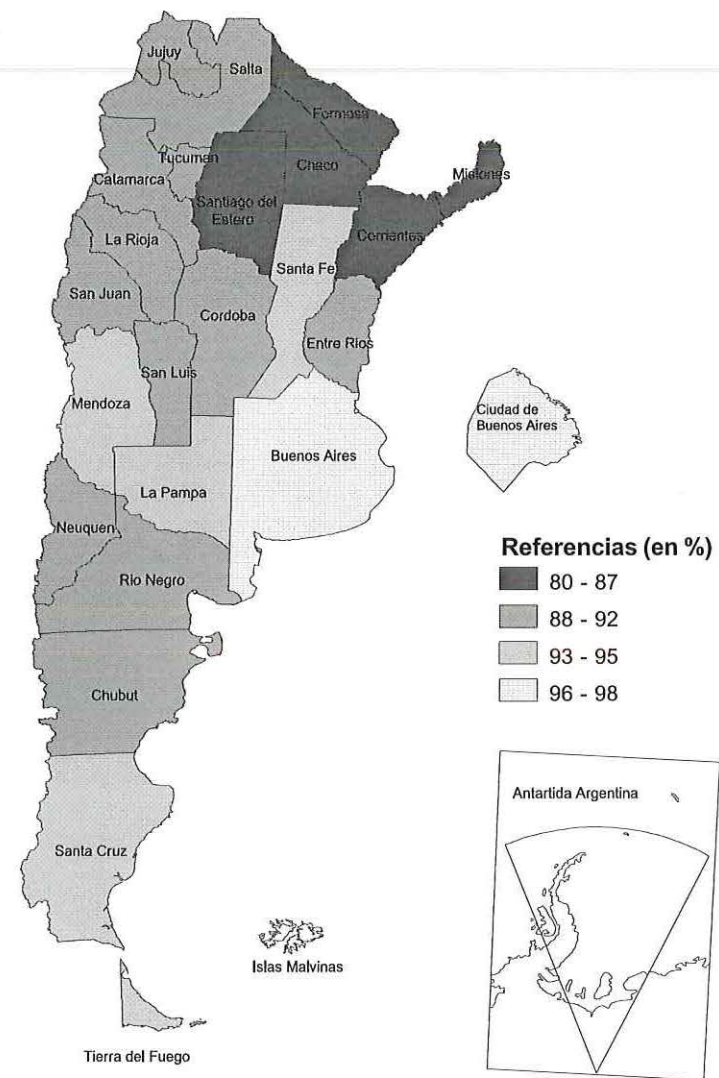 Jujuy
Salta
Formosa
Tucuman
Chaco
Misiones
Catamarca
Santiago del
Estero
La Rioja
Corrientes
Santa Fe
San Juan
Cordoba
Entre Rios
San Luis
Mendoza
Ciudad de
Buenos Aires
Buenos Aires
La Pampa
Neuquen
Rio Negro
Referencias (en %)
80 - 87
88 - 92
93 - 95
96 - 98
Chubut
Antartida Argentina
Santa Cruz
Islas Malvinas
Tierra del Fuego